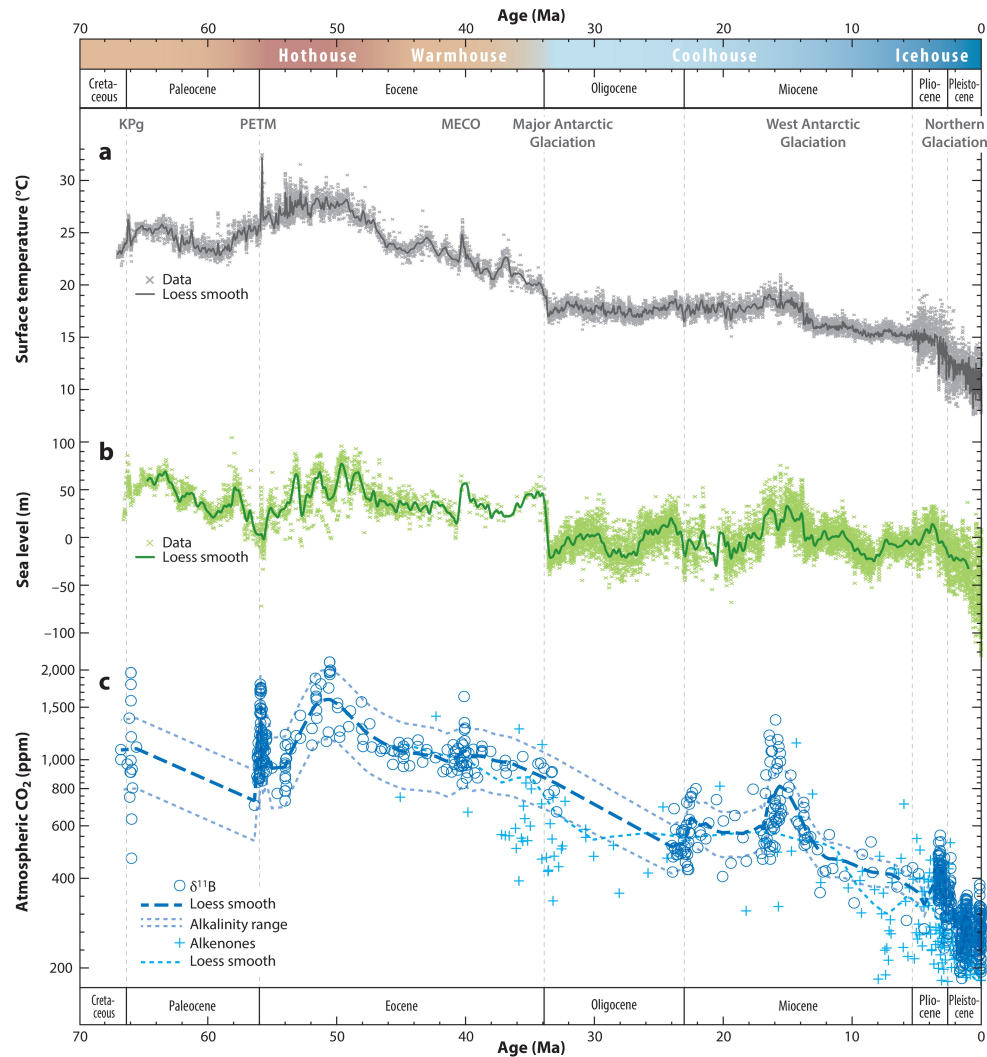 Age (Ma)
70 60 50 40 30 20 10 0
Hothouse Warmhouse Coolhouse Icehouse
Creta-
ceous
Paleocene
Eocene
Oligocene
Miocene
Plio-
cene
Pleisto-
cene
KPg
PETM
MECO
Major Antarctic
Glaciation
West Antarctic
Glaciation
Northern
Glaciation
a
Surface temperature (°C)
30
25
20
15
10
× Data
Loess smooth
b
Sea level (m)
100
50
0
−50
−100
× Data
Loess smooth
c
Atmospheric CO₂ (ppm)
2,000
1,500
1,000
800
600
400
200
δ¹¹B
Loess smooth
Alkalinity range
+ Alkenones
Loess smooth
Creta-
ceous
Paleocene
Eocene
Oligocene
Miocene
Plio-
cene
Pleisto-
cene
70 60 50 40 30 20 10 0
Age (Ma)